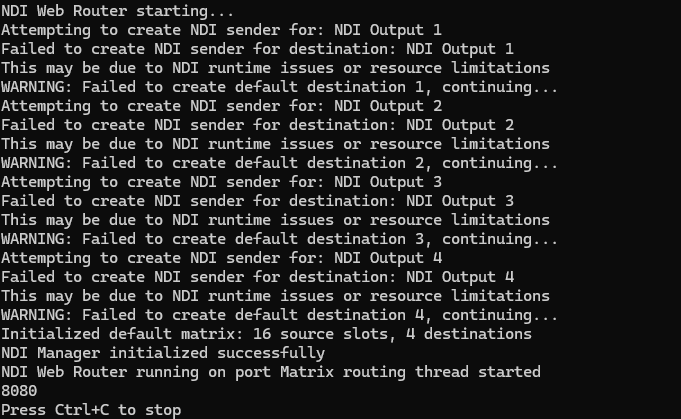 NDI Web Router starting...
Attempting to create NDI sender for: NDI Output 1
Failed to create NDI sender for destination: NDI Output 1
This may be due to NDI runtime issues or resource limitations
WARNING: Failed to create default destination 1, continuing...
Attempting to create NDI sender for: NDI Output 2
Failed to create NDI sender for destination: NDI Output 2
This may be due to NDI runtime issues or resource limitations
WARNING: Failed to create default destination 2, continuing...
Attempting to create NDI sender for: NDI Output 3
Failed to create NDI sender for destination: NDI Output 3
This may be due to NDI runtime issues or resource limitations
WARNING: Failed to create default destination 3, continuing...
Attempting to create NDI sender for: NDI Output 4
Failed to create NDI sender for destination: NDI Output 4
This may be due to NDI runtime issues or resource limitations
WARNING: Failed to create default destination 4, continuing...
Initialized default matrix: 16 source slots, 4 destinations
NDI Manager initialized successfully
NDI Web Router running on port Matrix routing thread started
8080
Press Ctrl+C to stop